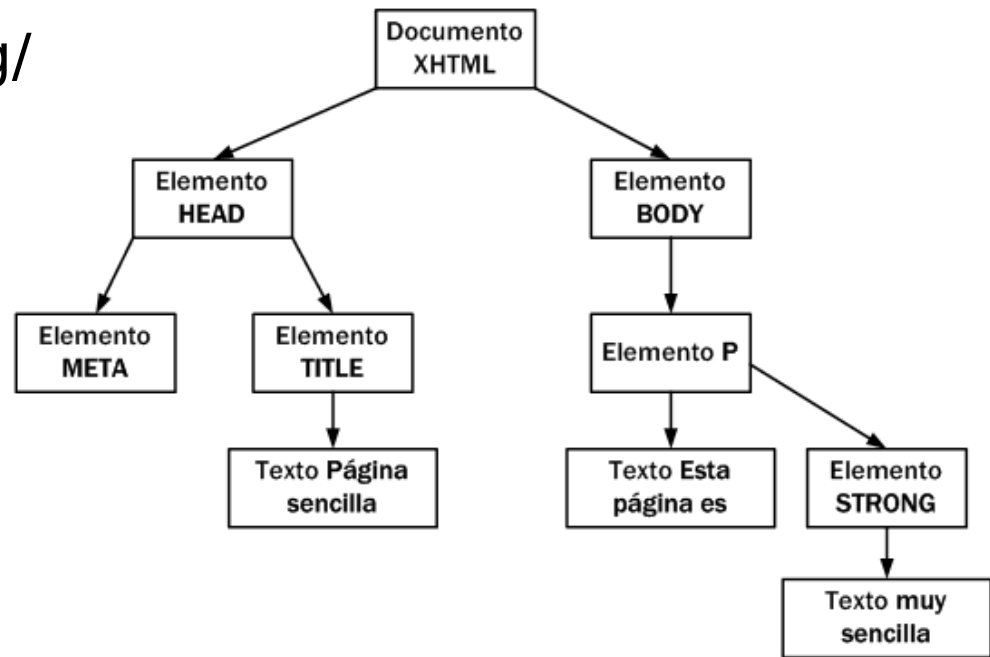 g/
Documento
XHTML
Elemento
HEAD
Elemento
BODY
Elemento
META
Elemento
TITLE
Elemento P
Texto Página
sencilla
Texto Esta
página es
Elemento
STRONG
Texto muy
sencilla